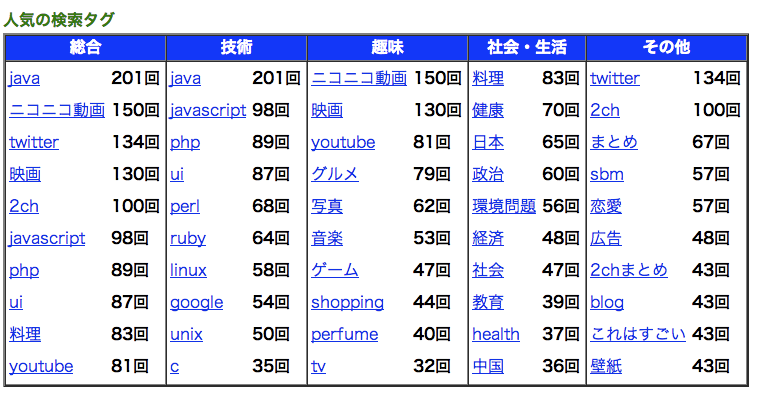 人気の検索タグ
総合 技術 趣味 社会・生活 その他
java 201回 java 201回 ニコニコ動画 150回 料理 83回 twitter 134回
ニコニコ動画 150回 javascript 98回 映画 130回 健康 70回 2ch 100回
twitter 134回 php 89回 youtube 81回 日本 65回 まとめ 67回
映画 130回 ui 87回 グルメ 79回 政治 60回 sbm 57回
2ch 100回 perl 68回 写真 62回 環境問題 56回 恋愛 57回
javascript 98回 ruby 64回 音楽 53回 経済 48回 広告 48回
php 89回 linux 58回 ゲーム 47回 社会 47回 2chまとめ 43回
ui 87回 google 54回 shopping 44回 教育 39回 blog 43回
料理 83回 unix 50回 perfume 40回 health 37回 これはすごい 43回
youtube 81回 c 35回 tv 32回 中国 36回 壁紙 43回